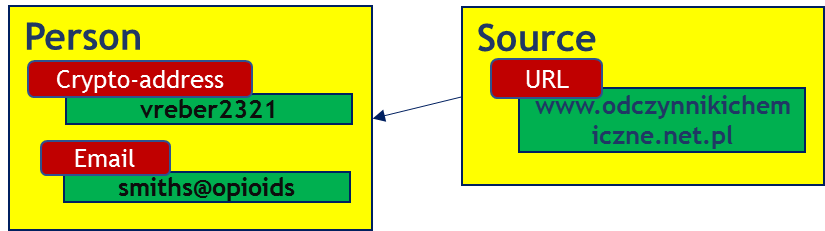 Person
Crypto-address
vreber2321
Email
smiths@opioids
Source
URL
www.odczynnikichem
iczne.net.pl